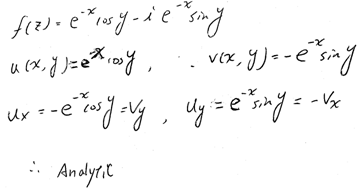 f(z) = e^{-x} cos y - i e^{-x} sin y
u(x, y) = e^{-x} cos y, v(x, y) = -e^{-x} sin y
u_x = -e^{-x} cos y = v_y, u_y = e^{-x} sin y = -v_x
∴ Analytic